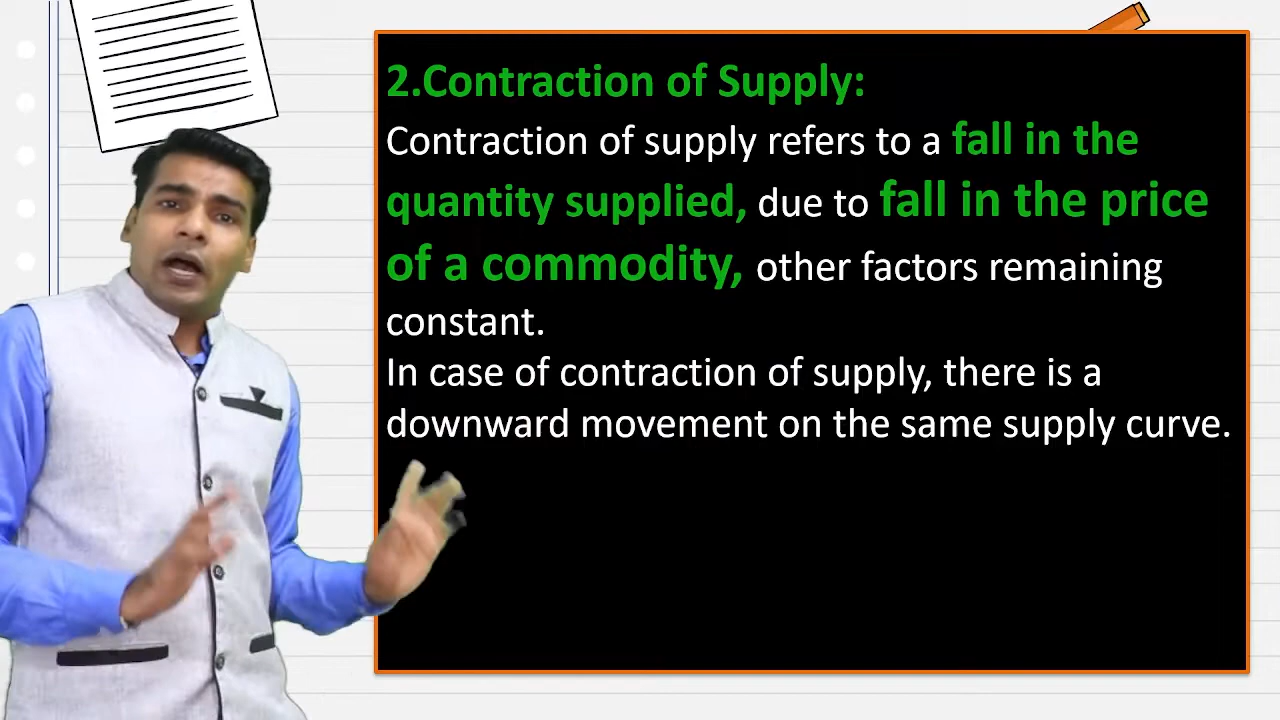 2.Contraction of Supply:
Contraction of supply refers to a fall in the
quantity supplied, due to fall in the price
of a commodity, other factors remaining
constant.
In case of contraction of supply, there is a
downward movement on the same supply curve.